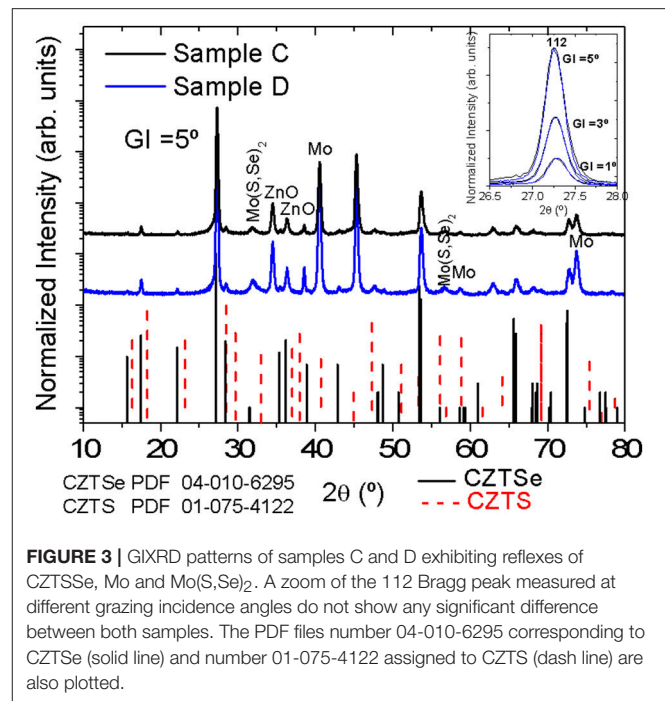 Sample C
Sample D
GI =5º
Mo(S,Se)2
ZnO
ZnO
Mo
Mo(S,Se)2
Mo
Mo
Normalized Intensity (arb. units)
10 20 30 40 50 60 70 80
2θ (º)
112
GI =5º
GI =3º
GI =1º
Normalized Intensity (arb. units)
26.5 27.0 27.5 28.0
2θ (º)
CZTSe PDF 04-010-6295
CZTS PDF 01-075-4122
CZTSe
CZTS
FIGURE 3 | GIXRD patterns of samples C and D exhibiting reflexes of
CZTSSe, Mo and Mo(S,Se)2. A zoom of the 112 Bragg peak measured at
different grazing incidence angles do not show any significant difference
between both samples. The PDF files number 04-010-6295 corresponding to
CZTSe (solid line) and number 01-075-4122 assigned to CZTS (dash line) are
also plotted.